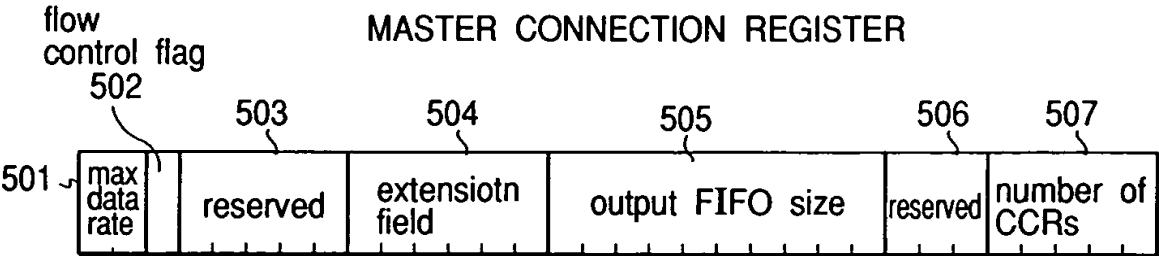 flow
control flag
MASTER CONNECTION REGISTER
502
503
504
505
506
507
501
max
data
rate
reserved
extensiotn
field
output FIFO size
reserved
number of
CCRs